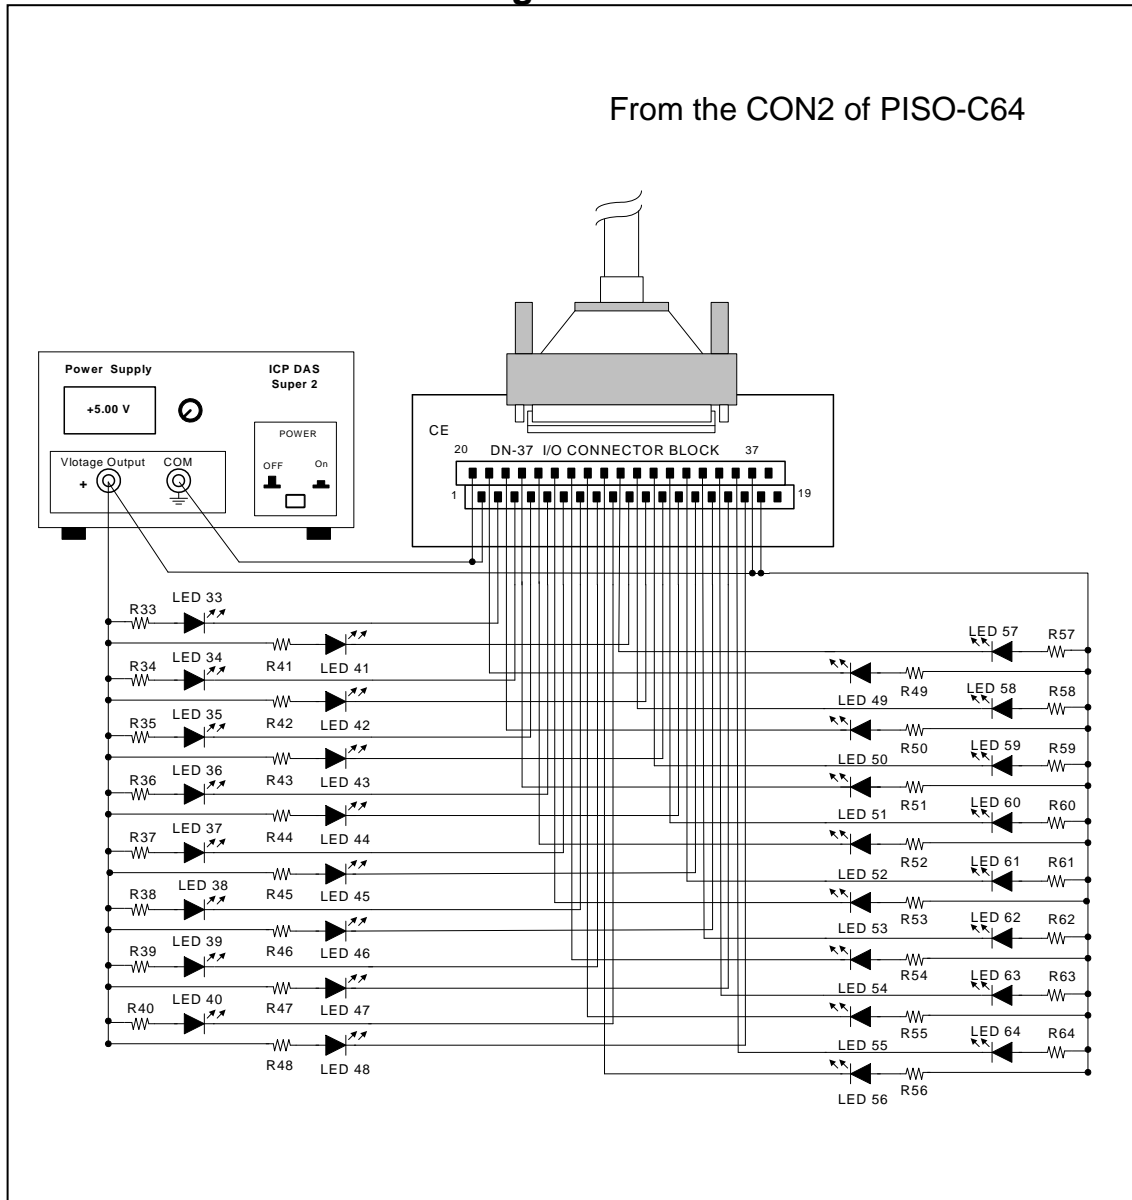 From the CON2 of PISO-C64
Power Supply
ICP DAS
Super 2
+5.00 V
POWER
OFF
On
Vlotage Output
COM
+
CE
20 DN-37 I/O CONNECTOR BLOCK 37
1
19
R33 LED 33
R41 LED 41
R34 LED 34
R42 LED 42
R35 LED 35
R43 LED 43
R36 LED 36
R44 LED 44
R37 LED 37
R45 LED 45
R38 LED 38
R46 LED 46
R39 LED 39
R47 LED 47
R40 LED 40
R48 LED 48
LED 57 R57
LED 49 R49
LED 58 R58
LED 50 R50
LED 59 R59
LED 51 R51
LED 60 R60
LED 52 R52
LED 61 R61
LED 53 R53
LED 62 R62
LED 54 R54
LED 63 R63
LED 55 R55
LED 64 R64
LED 56 R56